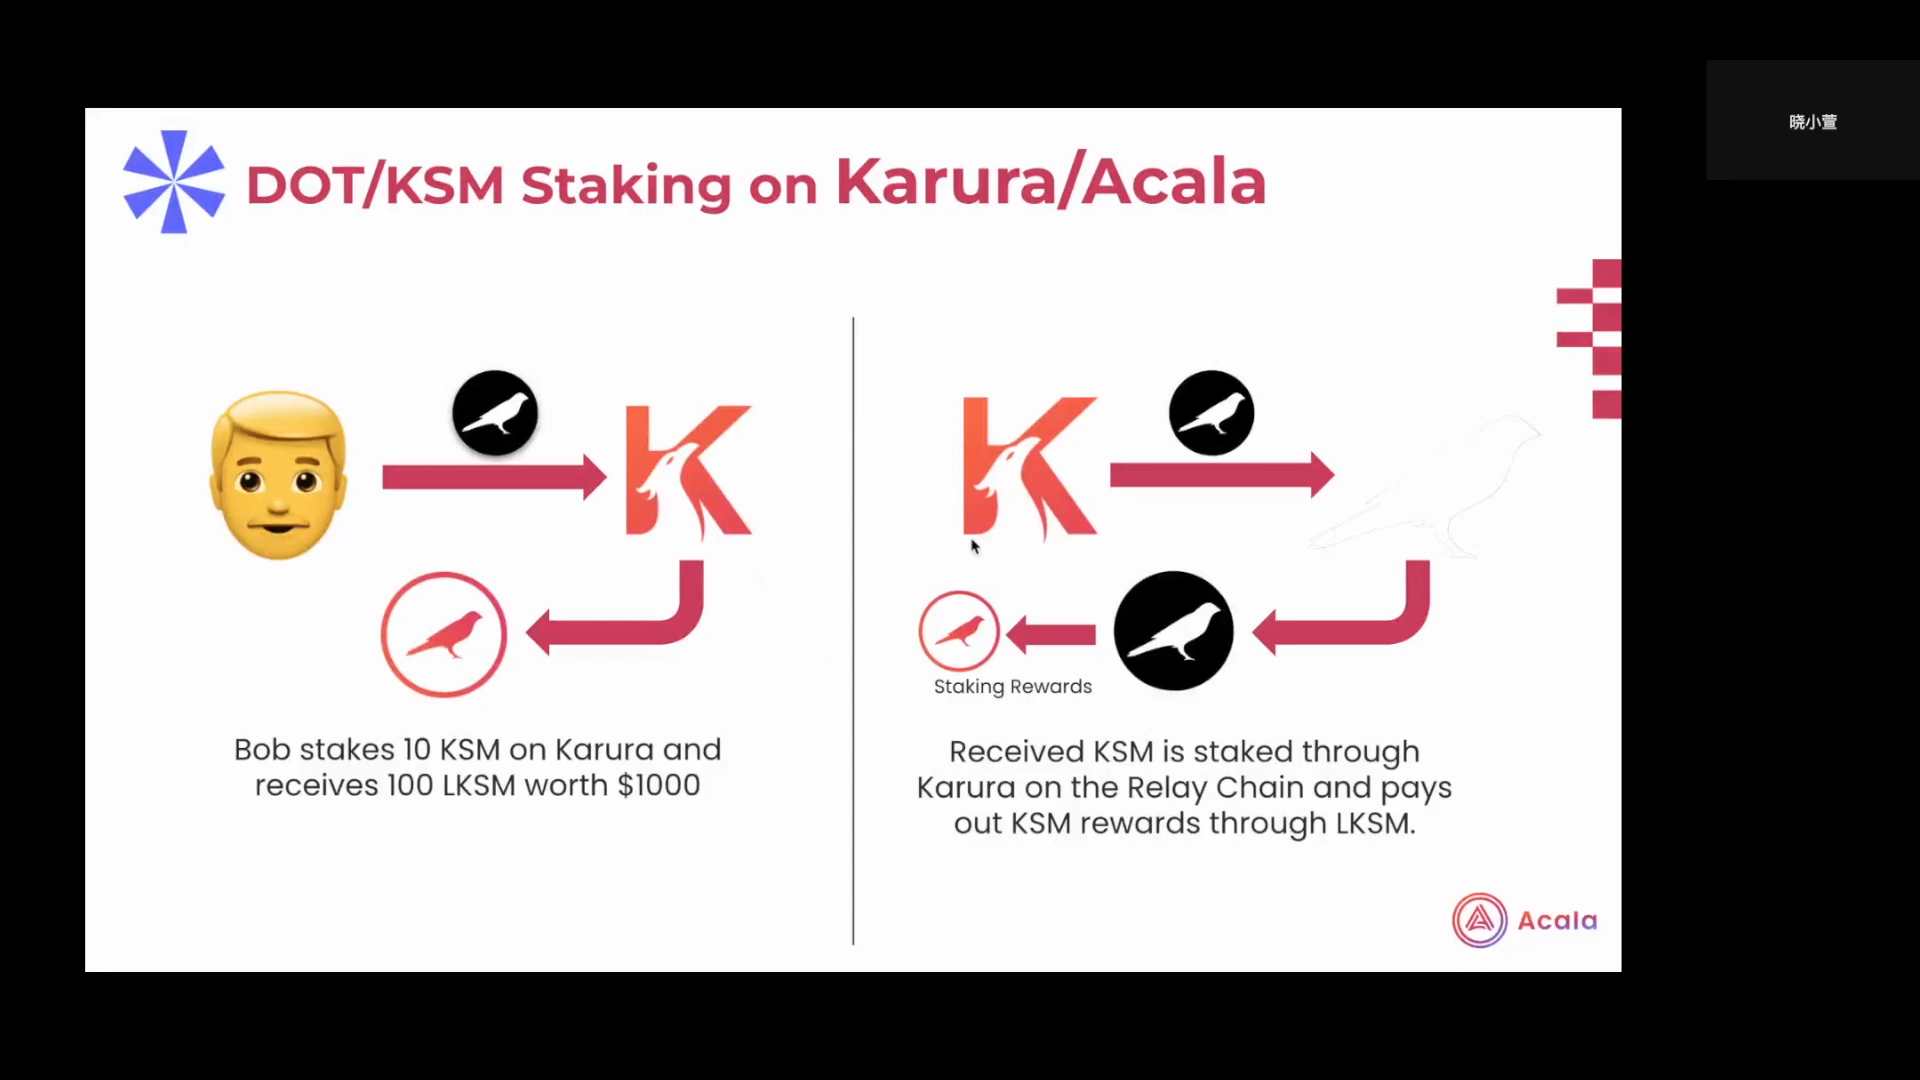 DOT/KSM Staking on Karura/Acala
Bob stakes 10 KSM on Karura and
receives 100 LKSM worth $1000
Staking Rewards
Received KSM is staked through
Karura on the Relay Chain and pays
out KSM rewards through LKSM.
Acala
晓小萱